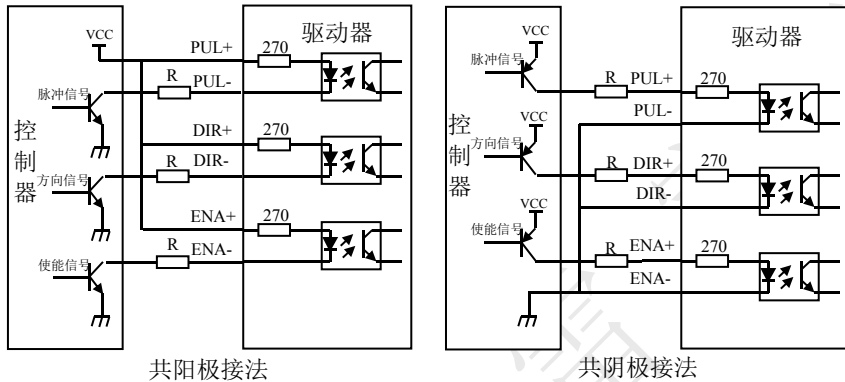 VCC
PUL+
270
驱动器
脉冲信号
R
PUL-
DIR+
270
控制器
方向信号
R
DIR-
ENA+
270
使能信号
R
ENA-
共阳极接法
VCC
驱动器
脉冲信号
R
PUL+
270
PUL-
控制器
VCC
方向信号
R
DIR+
270
DIR-
VCC
使能信号
R
ENA+
270
ENA-
共阴极接法